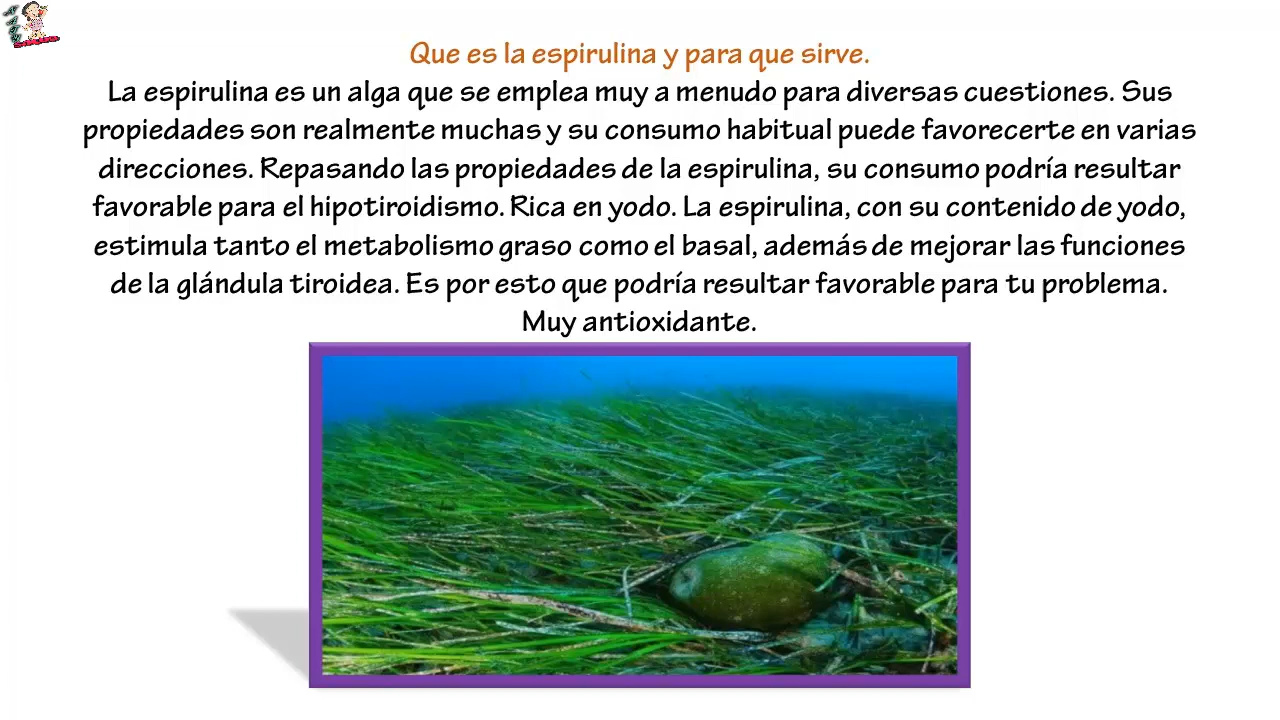 Que es la espirulina y para que sirve.
La espirulina es un alga que se emplea muy a menudo para diversas cuestiones. Sus
propiedades son realmente muchas y su consumo habitual puede favorecerte en varias
direcciones. Repasando las propiedades de la espirulina, su consumo podría resultar
favorable para el hipotiroidismo. Rica en yodo. La espirulina, con su contenido de yodo,
estimula tanto el metabolismo graso como el basal, además de mejorar las funciones
de la glándula tiroidea. Es por esto que podría resultar favorable para tu problema.
Muy antioxidante.